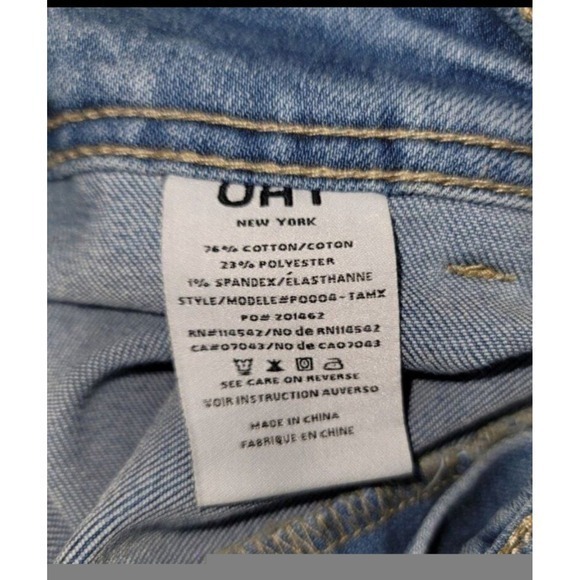 NEW YORK
76% COTTON/COTON
23% POLYESTER
1% SPANDEX/ÉLASTHANNE
STYLE/MODELE#P0004-TAMX
PO# 201462
RN#114542/NO de RN114542
CA#07043/NO de CA07043
SEE CARE ON REVERSE
VOIR INSTRUCTION AUVERSO
MADE IN CHINA
FABRIQUE EN CHINE